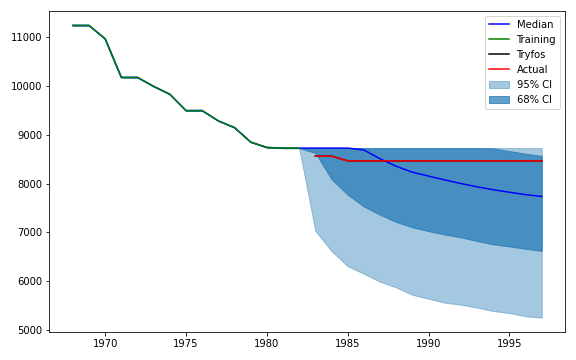 Median
Training
Tryfos
Actual
95% CI
68% CI
11000
10000
9000
8000
7000
6000
5000
1970 1975 1980 1985 1990 1995